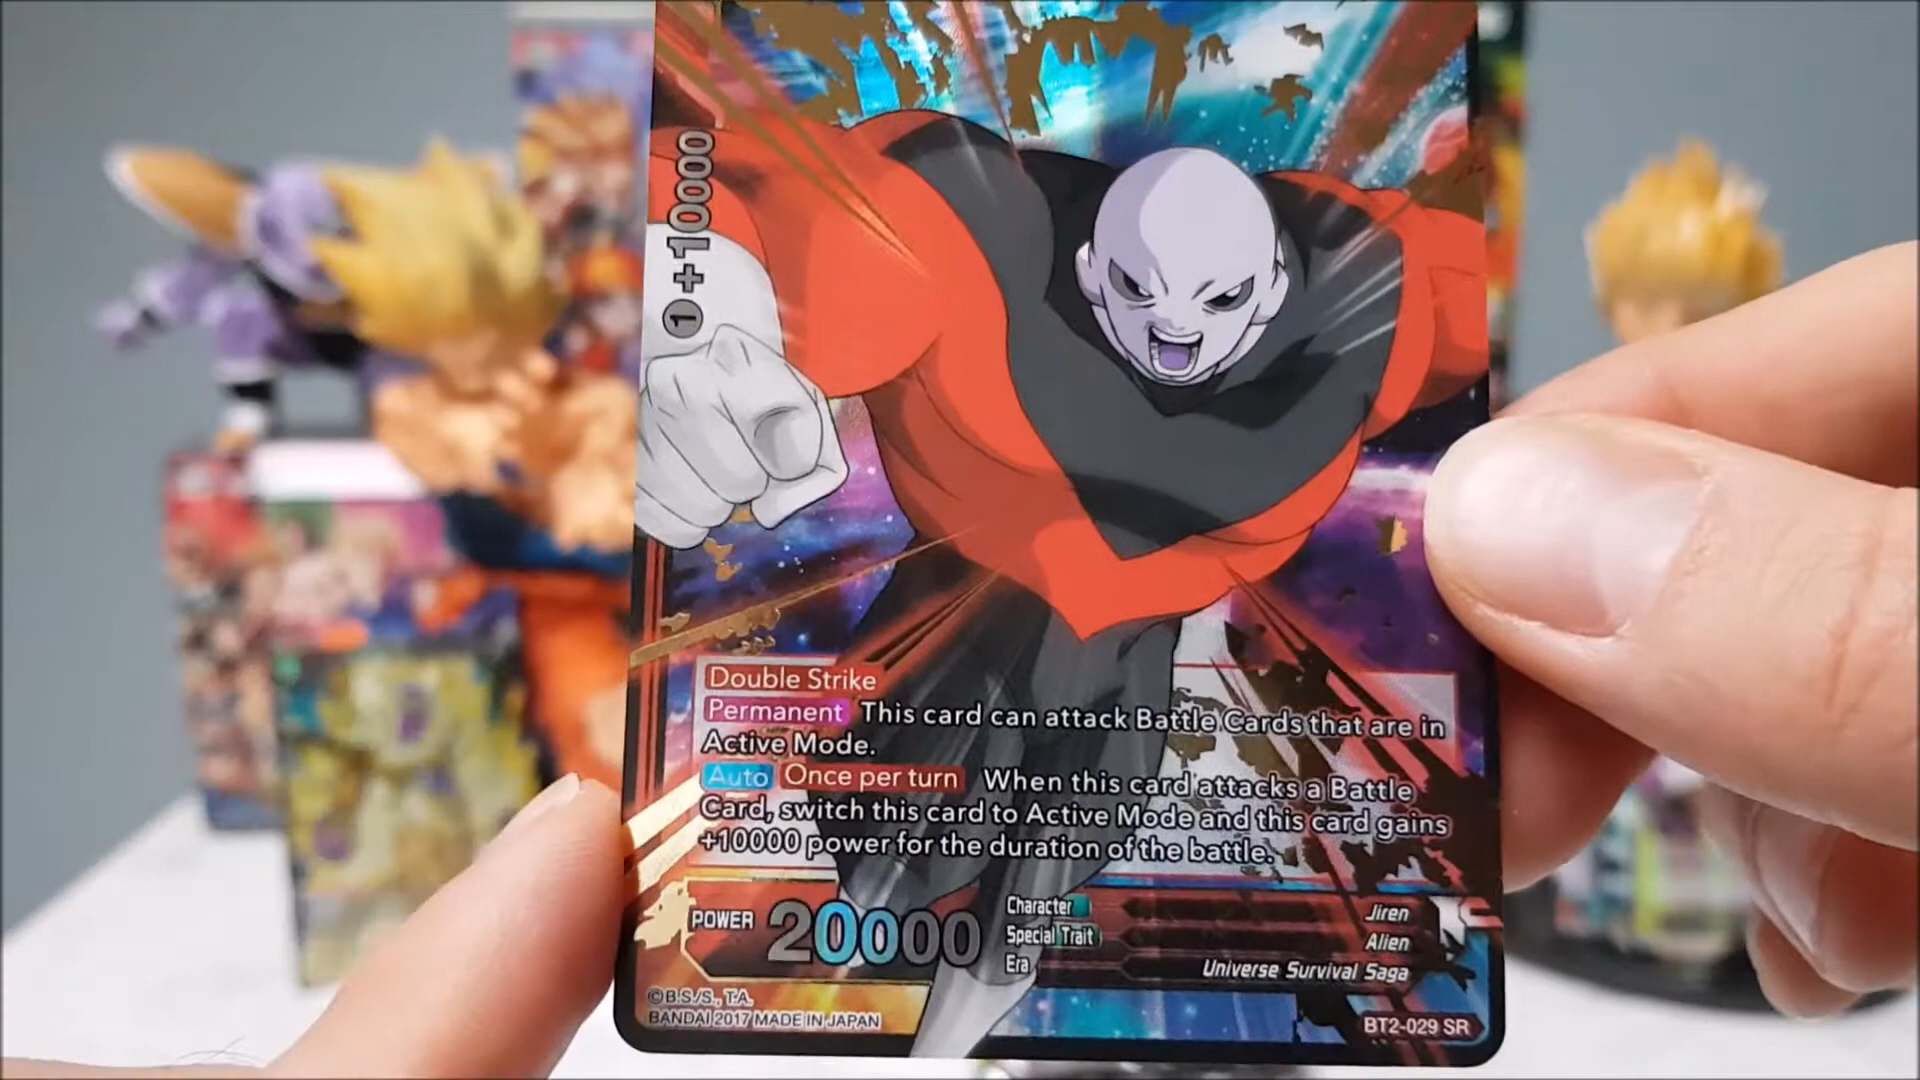 ① +10000
Double Strike
Permanent This card can attack Battle Cards that are in
Active Mode.
Auto Once per turn When this card attacks a Battle
Card, switch this card to Active Mode and this card gains
+10000 power for the duration of the battle.
POWER 20000
Character Jiren
Special Trait Alien
Era Universe Survival Saga
©B.S./S., T.A.
BANDAI 2017 MADE IN JAPAN
BT2-029 SR